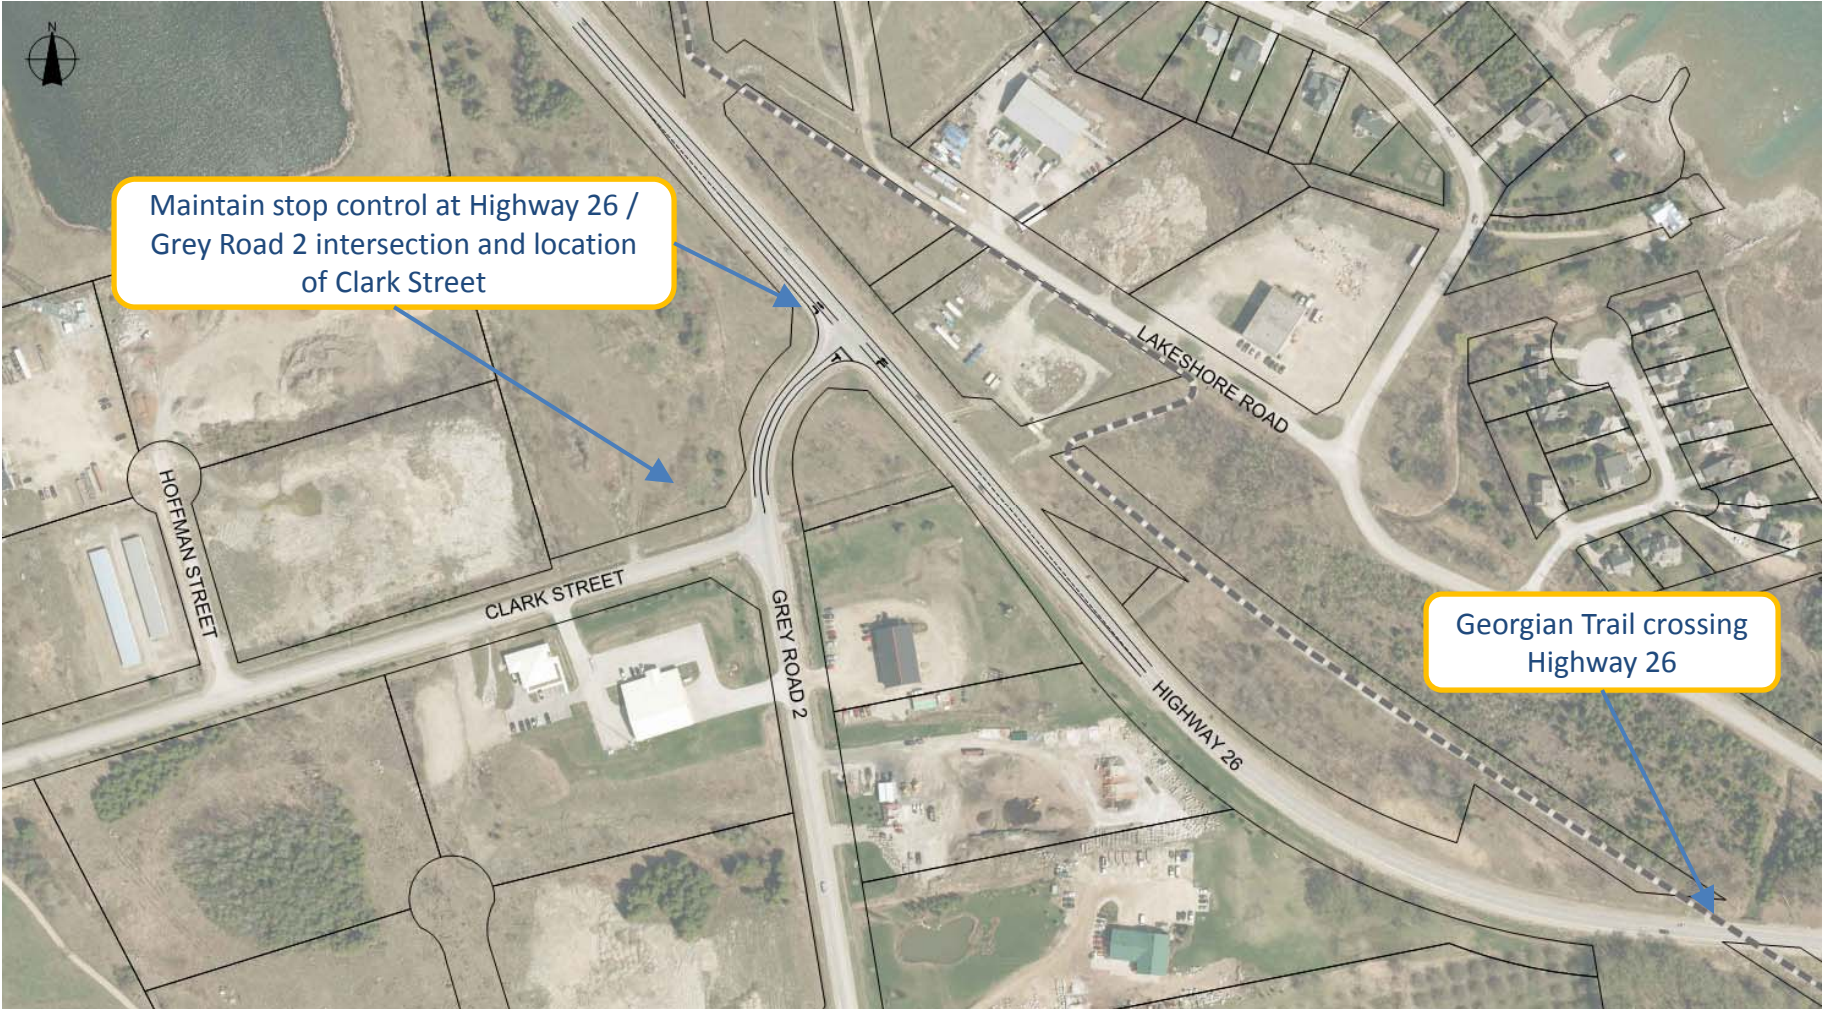 N
Maintain stop control at Highway 26 /
Grey Road 2 intersection and location
of Clark Street
LAKESHORE ROAD
HOFFMAN STREET
CLARK STREET
GREY ROAD 2
HIGHWAY 26
Georgian Trail crossing
Highway 26